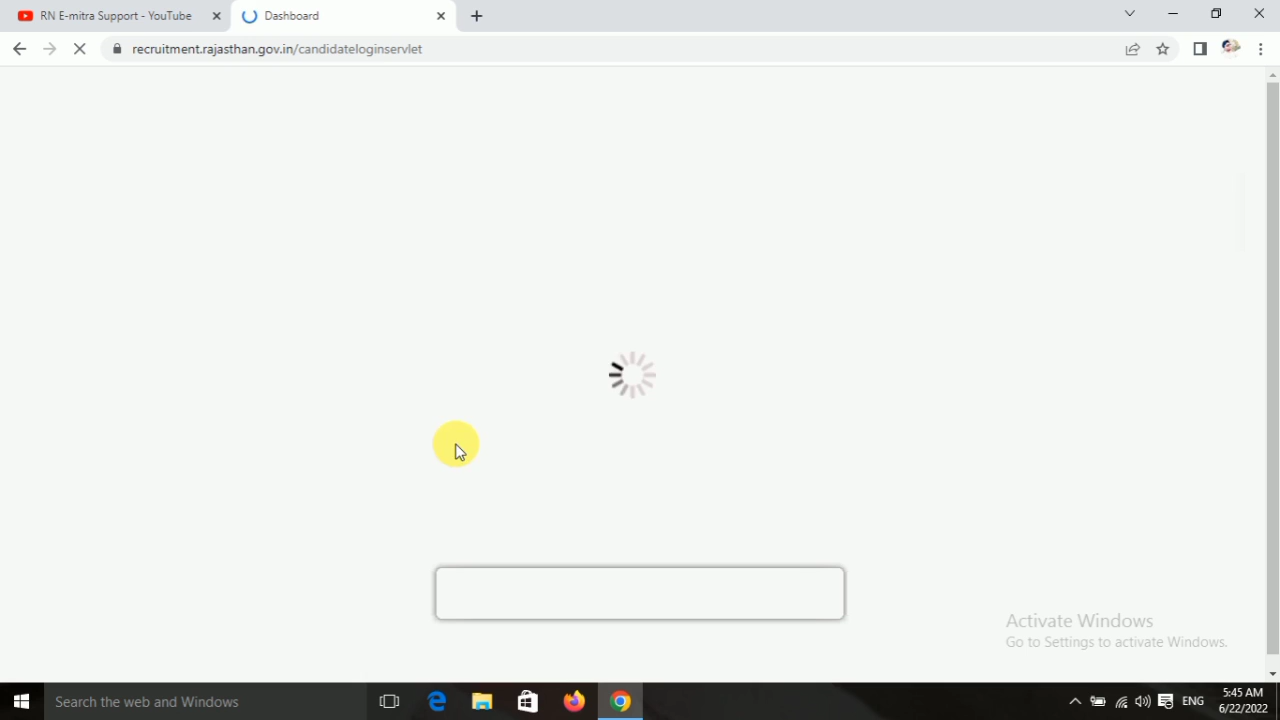 RN E-mitra Support - YouTube
Dashboard
recruitment.rajasthan.gov.in/candidateloginservlet
Activate Windows
Go to Settings to activate Windows.
Search the web and Windows
ENG
5:45 AM
6/22/2022